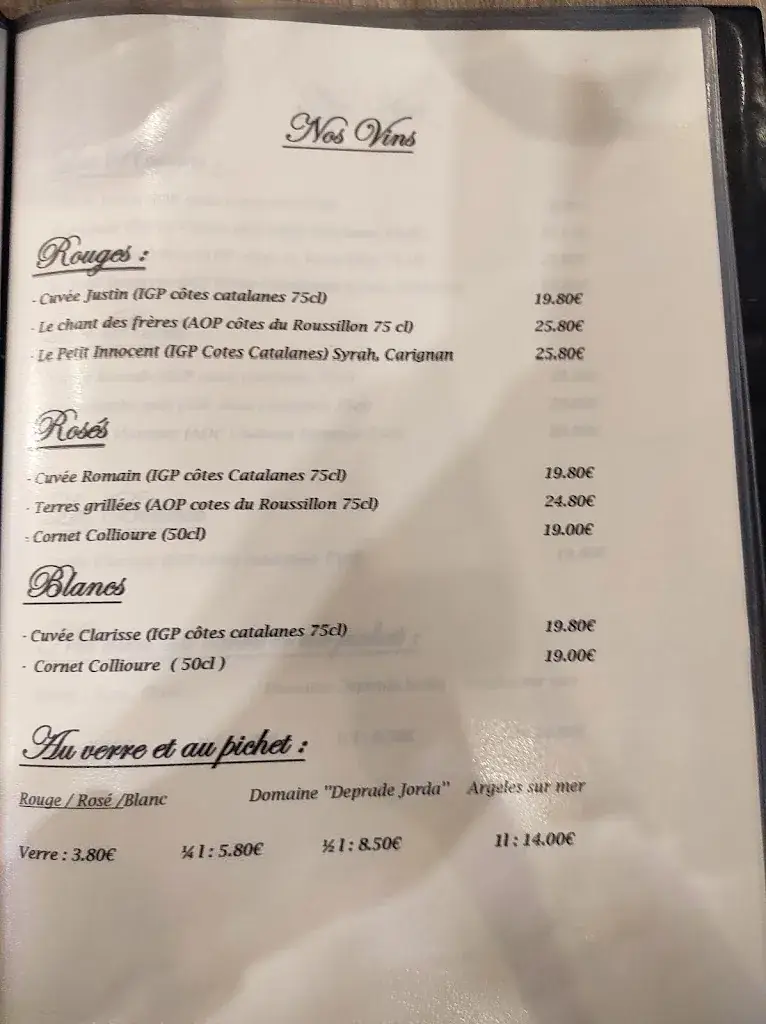 Nos Vins
Rouges :
- Cuvée Justin (IGP côtes catalanes 75cl) 19.80€
- Le chant des frères (AOP côtes du Roussillon 75 cl) 25.80€
- Le Petit Innocent (IGP Cotes Catalanes) Syrah, Carignan 25.80€
Rosés
- Cuvée Romain (IGP côtes Catalanes 75cl) 19.80€
- Terres grillées (AOP cotes du Roussillon 75cl) 24.80€
- Cornet Collioure (50cl) 19.00€
Blancs
- Cuvée Clarisse (IGP côtes catalanes 75cl) 19.80€
- Cornet Collioure ( 50cl ) 19.00€
Au verre et au pichet :
Rouge / Rosé /Blanc Domaine "Deprade Jorda" Argeles sur mer
Verre : 3.80€ ¼ l : 5.80€ ½ l : 8.50€ 1l : 14.00€